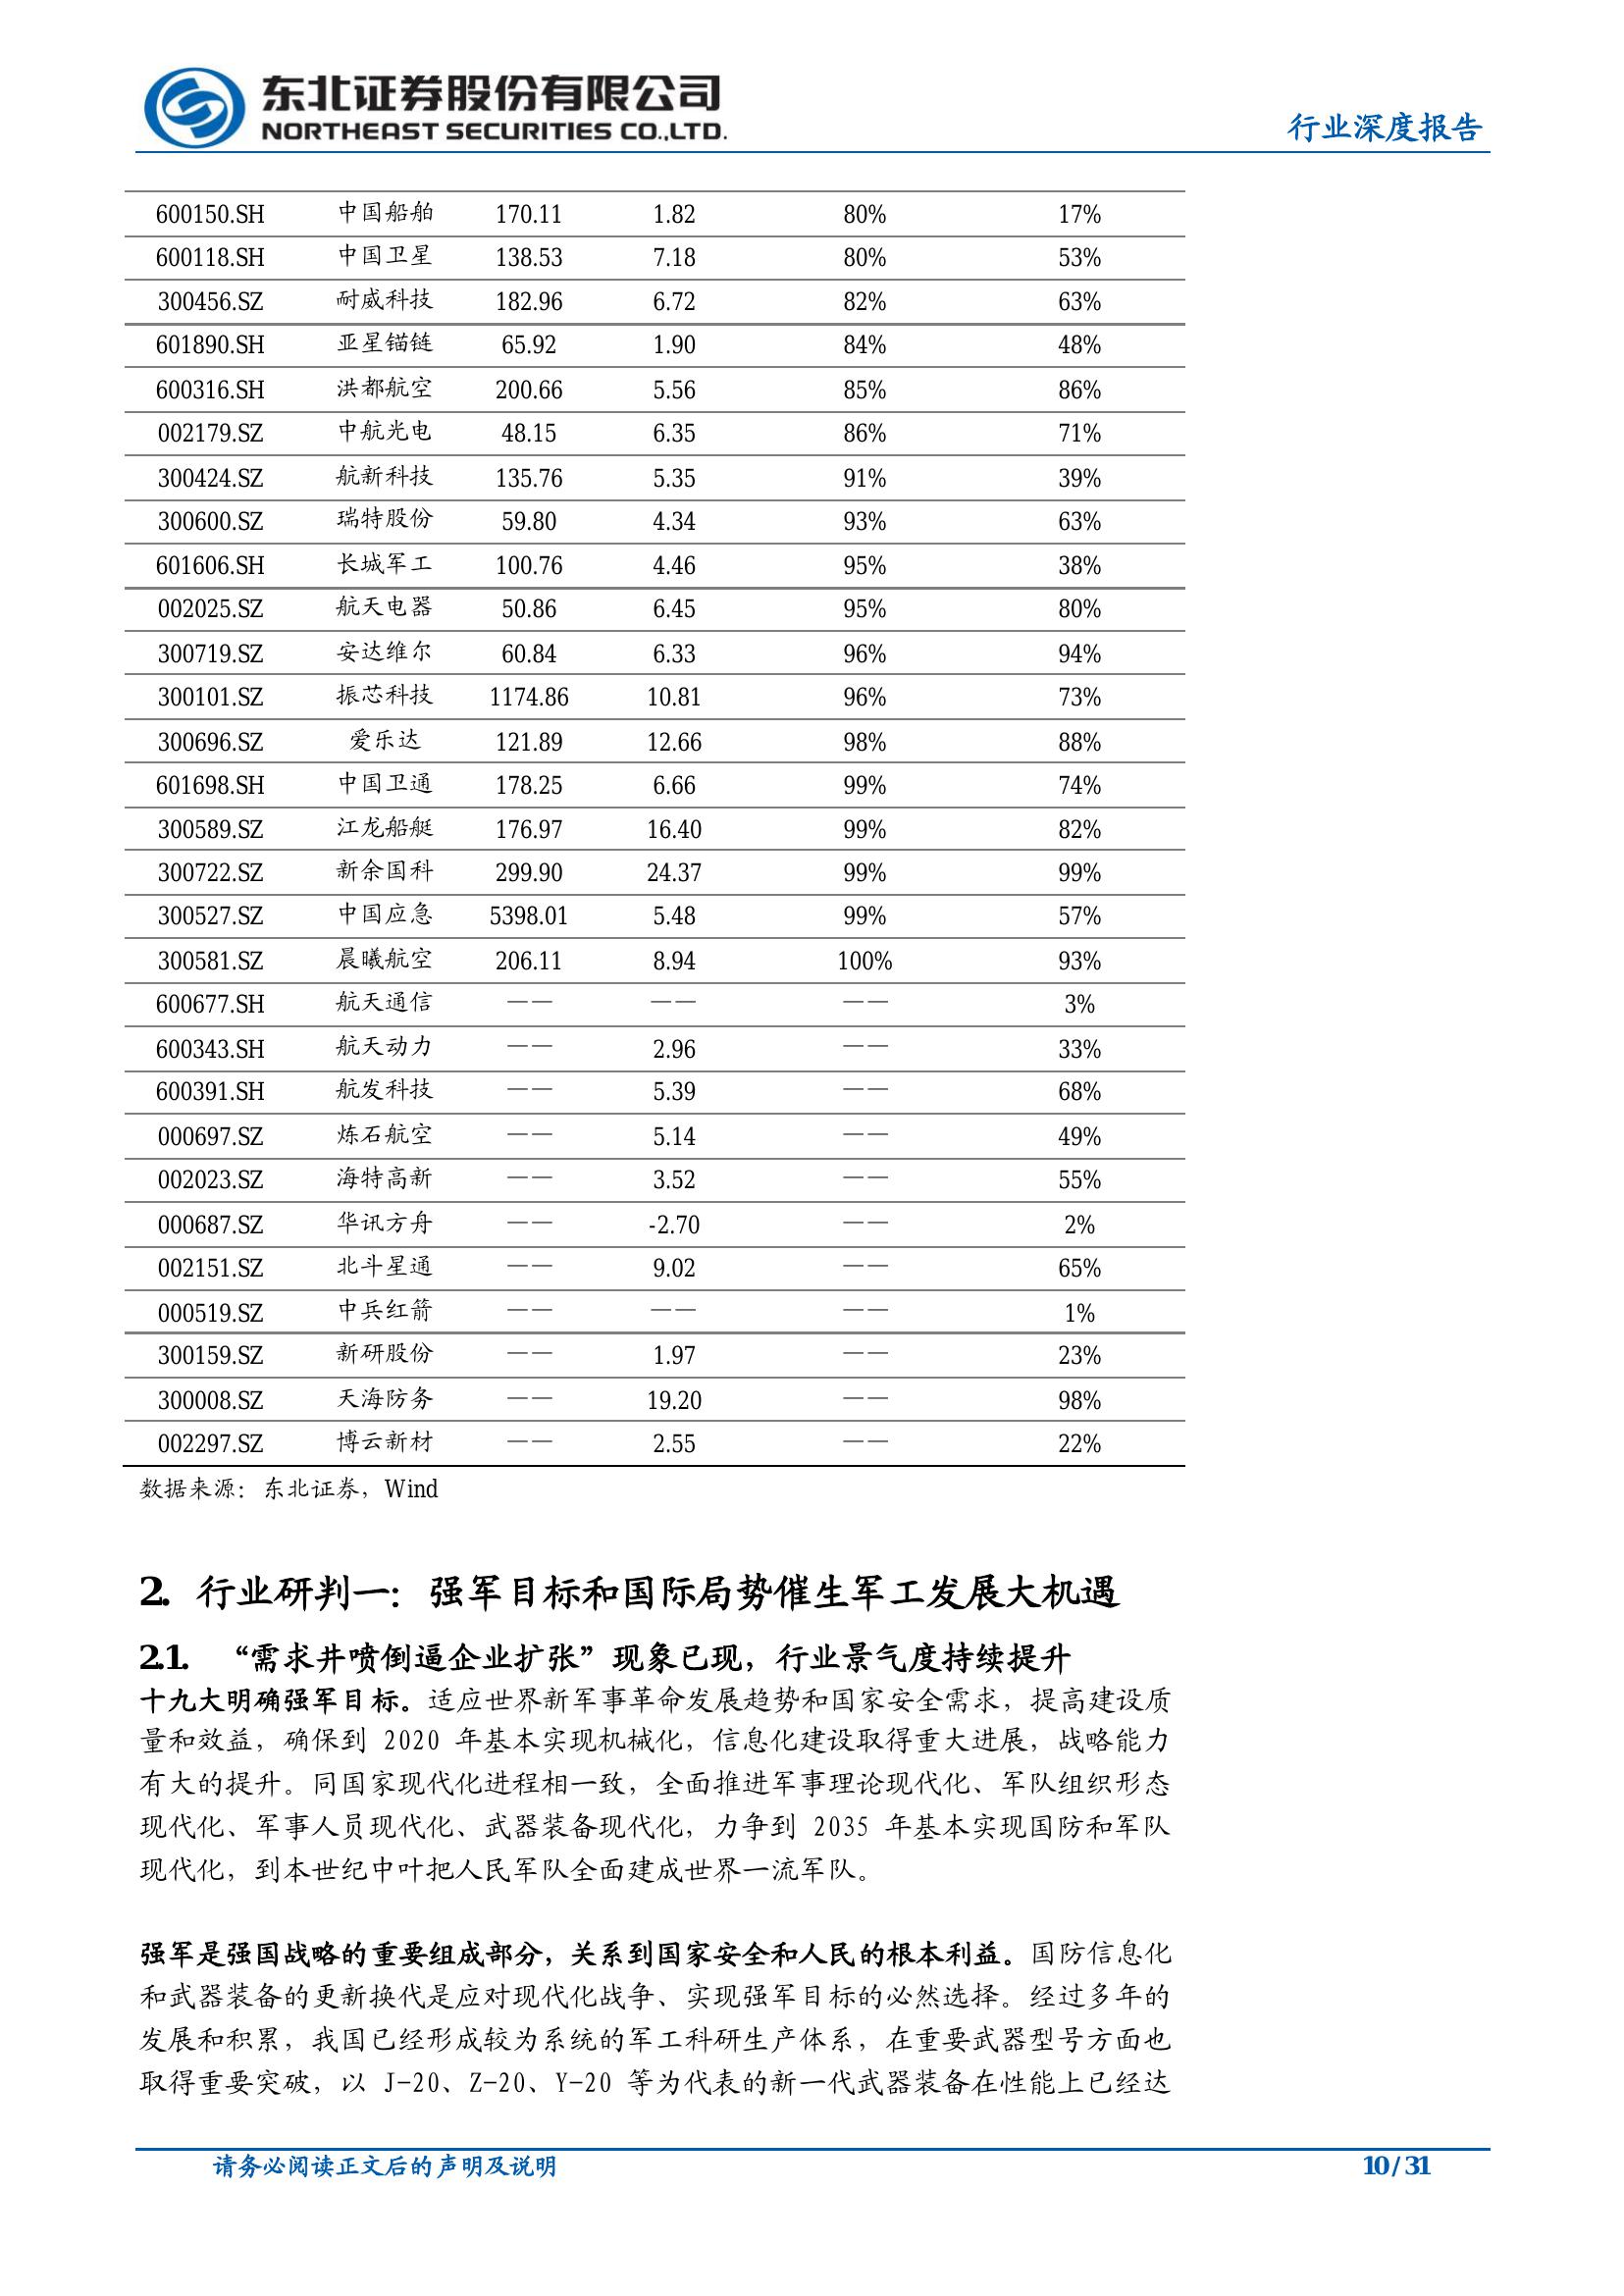 东北证券股份有限公司
NORTHEAST SECURITIES CO.,LTD.
行业深度报告
600150.SH 中国船舶 170.11 1.82 80% 17%
600118.SH 中国卫星 138.53 7.18 80% 53%
300456.SZ 耐威科技 182.96 6.72 82% 63%
601890.SH 亚星锚链 65.92 1.90 84% 48%
600316.SH 洪都航空 200.66 5.56 85% 86%
002179.SZ 中航光电 48.15 6.35 86% 71%
300424.SZ 航新科技 135.76 5.35 91% 39%
300600.SZ 瑞特股份 59.80 4.34 93% 63%
601606.SH 长城军工 100.76 4.46 95% 38%
002025.SZ 航天电器 50.86 6.45 95% 80%
300719.SZ 安达维尔 60.84 6.33 96% 94%
300101.SZ 振芯科技 1174.86 10.81 96% 73%
300696.SZ 爱乐达 121.89 12.66 98% 88%
601698.SH 中国卫通 178.25 6.66 99% 74%
300589.SZ 江龙船艇 176.97 16.40 99% 82%
300722.SZ 新余国科 299.90 24.37 99% 99%
300527.SZ 中国应急 5398.01 5.48 99% 57%
300581.SZ 晨曦航空 206.11 8.94 100% 93%
600677.SH 航天通信 —— —— —— 3%
600343.SH 航天动力 —— 2.96 —— 33%
600391.SH 航发科技 —— 5.39 —— 68%
000697.SZ 炼石航空 —— 5.14 —— 49%
002023.SZ 海特高新 —— 3.52 —— 55%
000687.SZ 华讯方舟 —— -2.70 —— 2%
002151.SZ 北斗星通 —— 9.02 —— 65%
000519.SZ 中兵红箭 —— —— —— 1%
300159.SZ 新研股份 —— 1.97 —— 23%
300008.SZ 天海防务 —— 19.20 —— 98%
002297.SZ 博云新材 —— 2.55 —— 22%
数据来源：东北证券，Wind
2. 行业研判一：强军目标和国际局势催生军工发展大机遇
2.1. “需求井喷倒逼企业扩张”现象已现，行业景气度持续提升
十九大明确强军目标。适应世界新军事革命发展趋势和国家安全需求，提高建设质
量和效益，确保到 2020 年基本实现机械化，信息化建设取得重大进展，战略能力
有大的提升。同国家现代化进程相一致，全面推进军事理论现代化、军队组织形态
现代化、军事人员现代化、武器装备现代化，力争到 2035 年基本实现国防和军队
现代化，到本世纪中叶把人民军队全面建成世界一流军队。
强军是强国战略的重要组成部分，关系到国家安全和人民的根本利益。国防信息化
和武器装备的更新换代是应对现代化战争、实现强军目标的必然选择。经过多年的
发展和积累，我国已经形成较为系统的军工科研生产体系，在重要武器型号方面也
取得重要突破，以 J-20、Z-20、Y-20 等为代表的新一代武器装备在性能上已经达
请务必阅读正文后的声明及说明
10 / 31